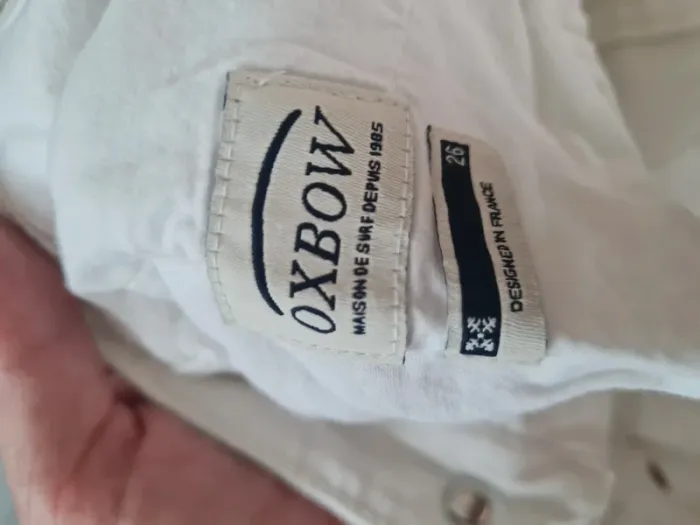 OXBOW
MAISON DE SURF DEPUIS 1985
26
DESIGNED IN FRANCE